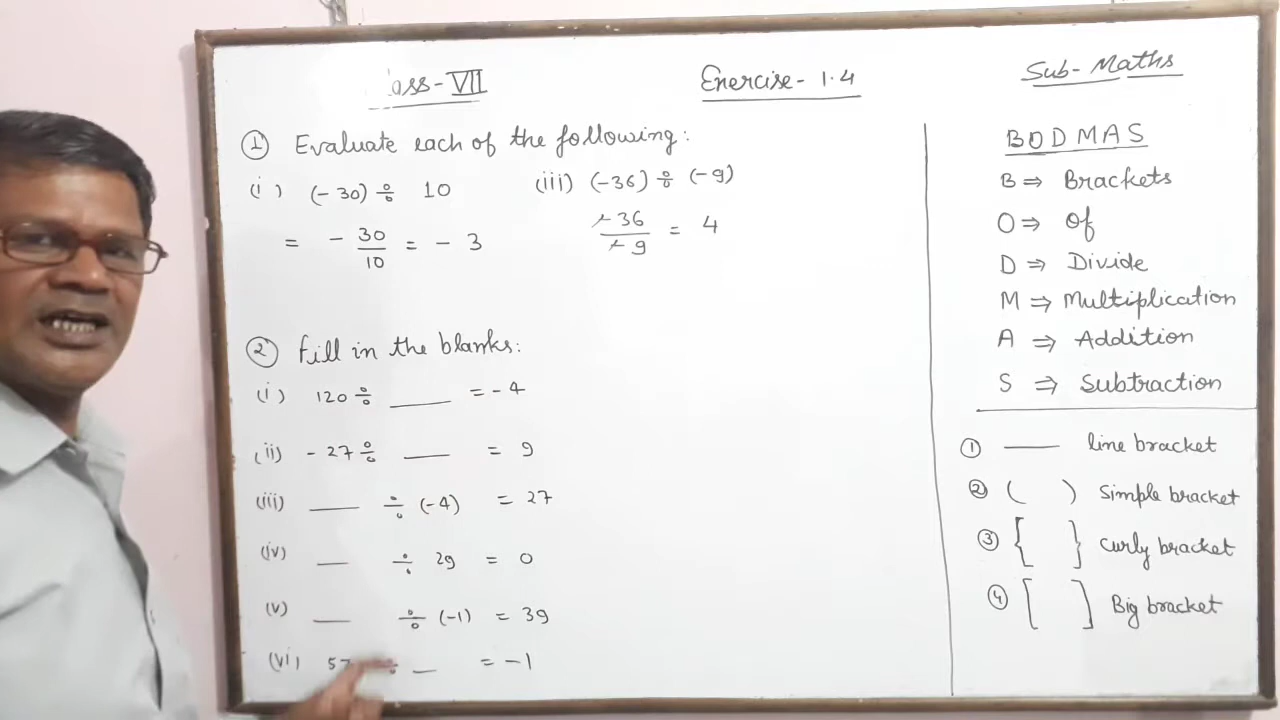 ass - VII
Exercise - 1.4
Sub - Maths
① Evaluate each of the following:
(i) (-30) ÷ 10
= - 30/10 = - 3
(iii) (-36) ÷ (-9)
-36/-9 = 4
② Fill in the blanks:
(i) 120 ÷ ____ = -4
(ii) - 27 ÷ ____ = 9
(iii) ____ ÷ (-4) = 27
(iv) ____ ÷ 29 = 0
(v) ____ ÷ (-1) = 39
(vi) 57 ÷ __ = -1
BODMAS
B ⇒ Brackets
O ⇒ Of
D ⇒ Divide
M ⇒ Multiplication
A ⇒ Addition
S ⇒ Subtraction
① ____ line bracket
② ( ) Simple bracket
③ { } Curly bracket
④ [ ] Big bracket